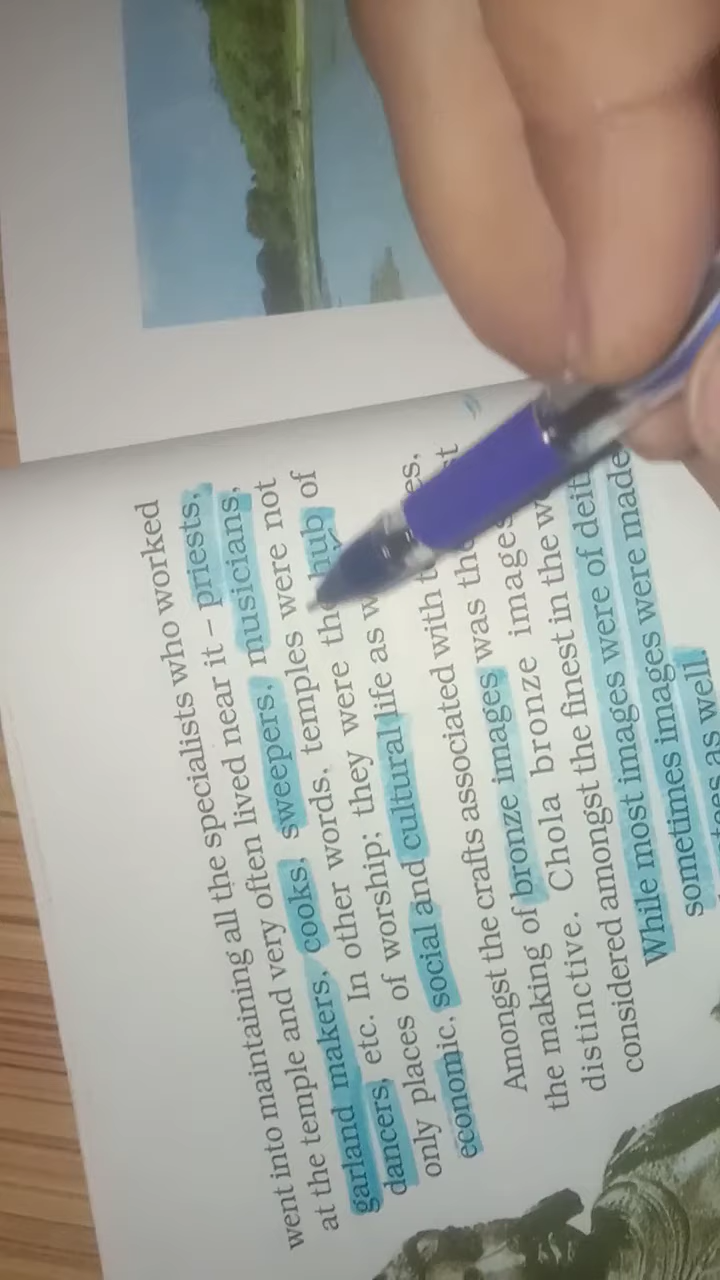 went into maintaining all the specialists who worked
at the temple and very often lived near it – priests,
garland makers, cooks, sweepers, musicians,
dancers, etc. In other words, temples were not
only places of worship; they were the hub of
economic, social and cultural life as
Amongst the crafts associated with
the making of bronze images was the
distinctive. Chola bronze images
considered amongst the finest in the
While most images were of
sometimes images were made
as well.